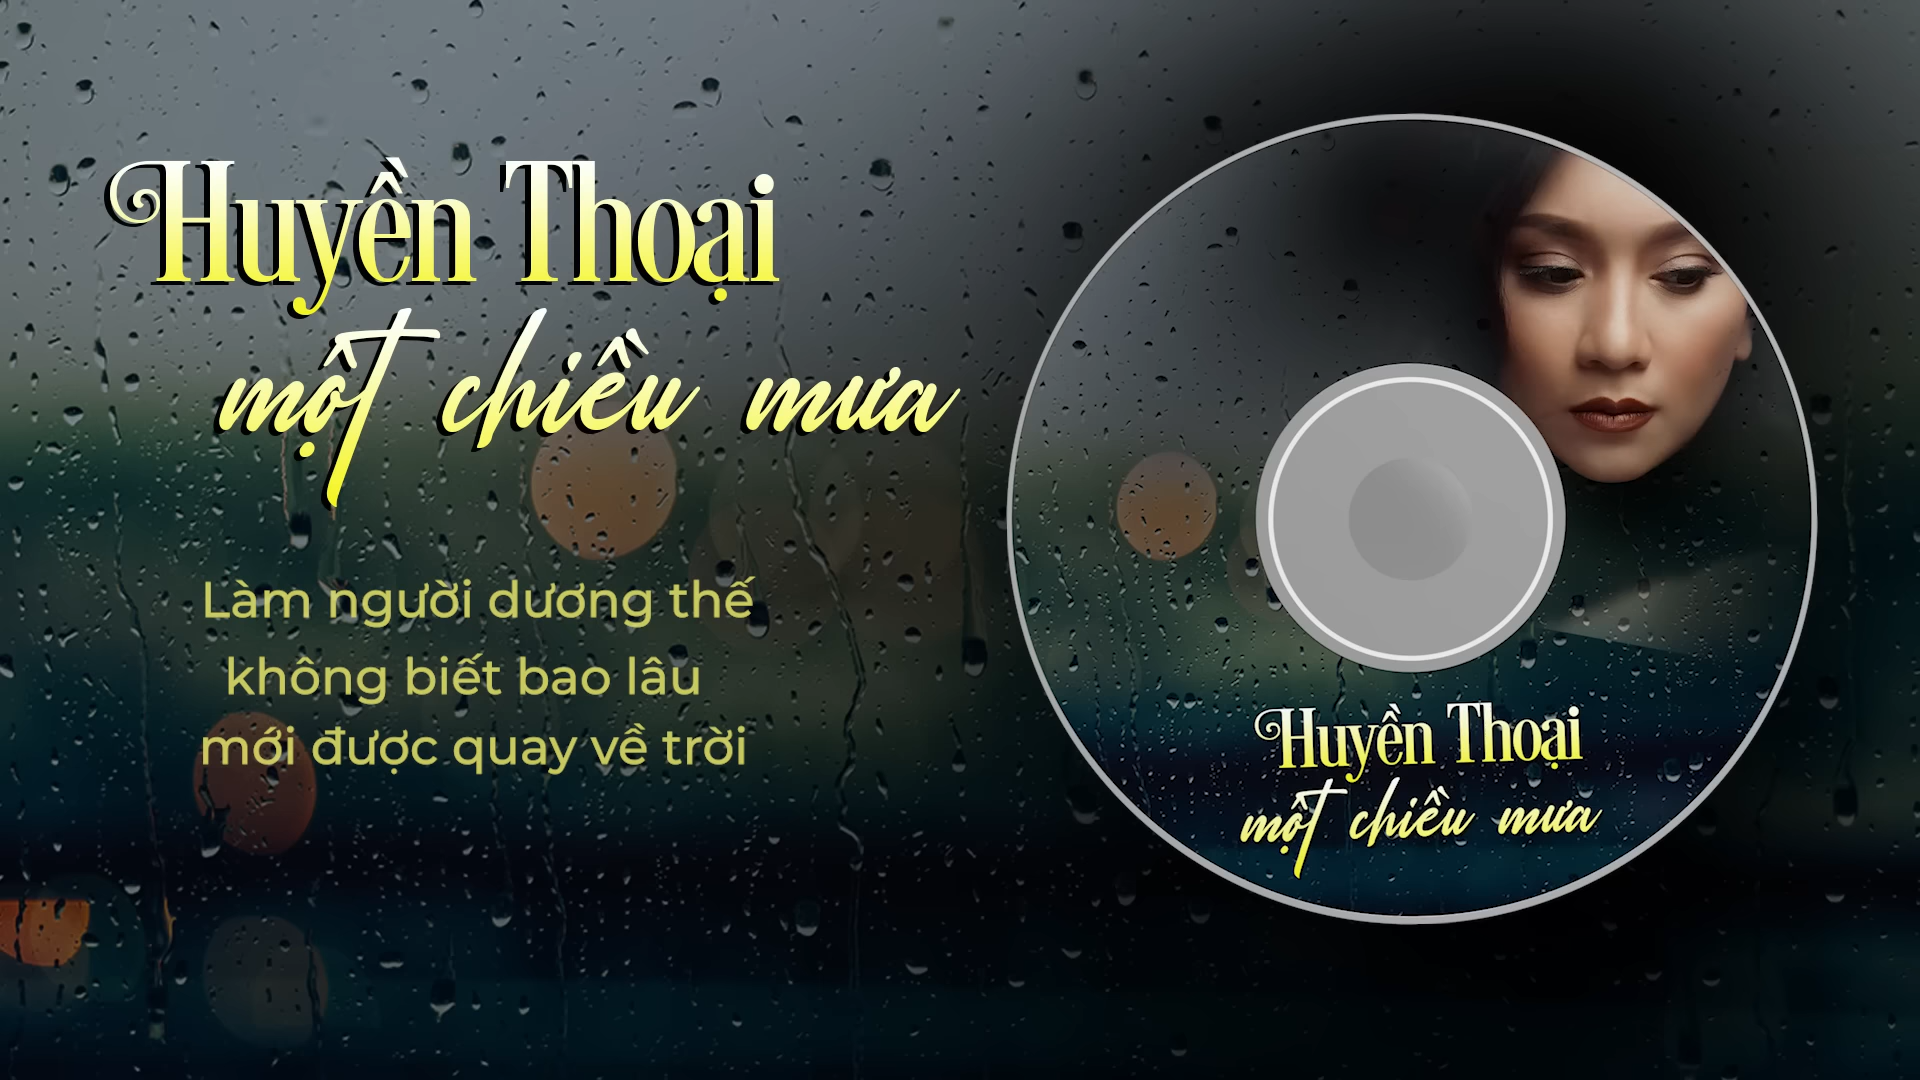 Huyền Thoại
một chiều mưa
Làm người dương thế
không biết bao lâu
mới được quay về trời
Huyền Thoại
một chiều mưa